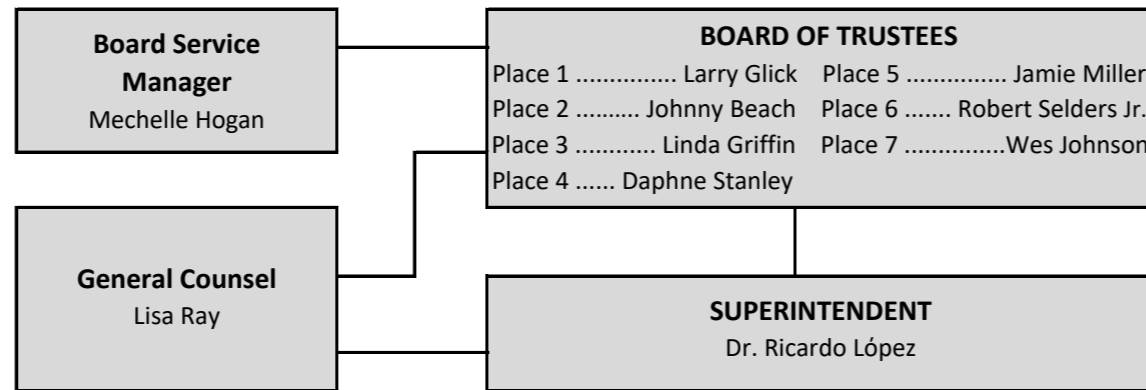 Board Service
Manager
Mechelle Hogan
BOARD OF TRUSTEES
Place 1 ............... Larry Glick Place 5 ............... Jamie Miller
Place 2 .......... Johnny Beach Place 6 ....... Robert Selders Jr.
Place 3 ............ Linda Griffin Place 7 ...............Wes Johnson
Place 4 ...... Daphne Stanley
General Counsel
Lisa Ray
SUPERINTENDENT
Dr. Ricardo López